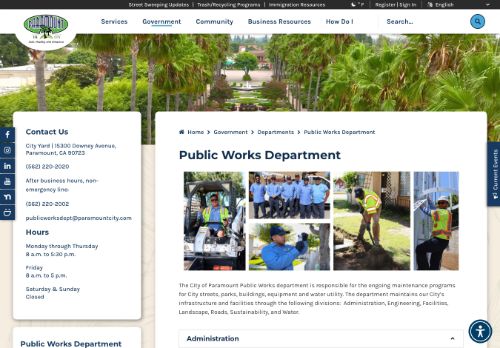 Street Sweeping Updates | Trash/Recycling Programs | Immigration Resources
°F
Register | Sign In
English
PARAMOUNT
Services
Government
Community
Business Resources
How Do I
Search...
Contact Us
City Yard | 15300 Downey Avenue,
Paramount, CA 90723
(562) 220-2020
After business hours, non-
emergency line:
(562) 220-2002
publicworksdept@paramountcity.com
Hours
Monday through Thursday
8 a.m. to 5:30 p.m.
Friday
8 a.m. to 5 p.m.
Saturday & Sunday
Closed
Public Works Department
Home > Government > Departments > Public Works Department
Public Works Department
The City of Paramount Public Works department is responsible for the ongoing maintenance programs
for City streets, parks, buildings, equipment and water utility. The department maintains our City's
infrastructure and facilities through the following divisions: Administration, Engineering, Facilities,
Landscape, Roads, Sustainability, and Water.
Administration
Current Events